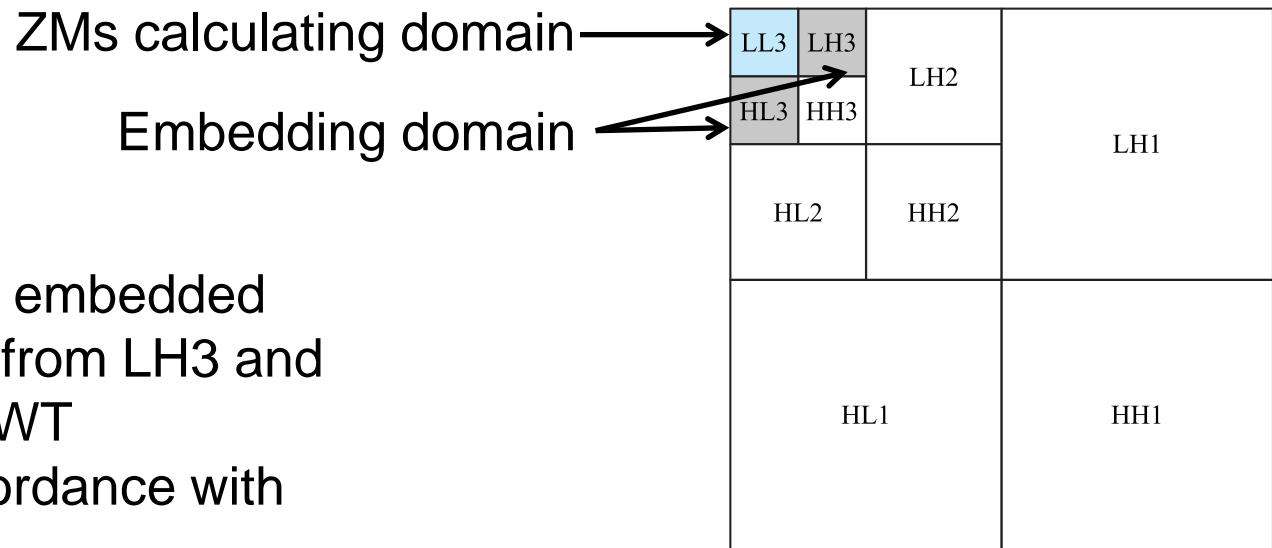 ZMs calculating domain
Embedding domain
LL3 LH3
HL3 HH3
LH2
LH1
HL2 HH2
embedded
from LH3 and
WT
ordance with
HL1 HH1